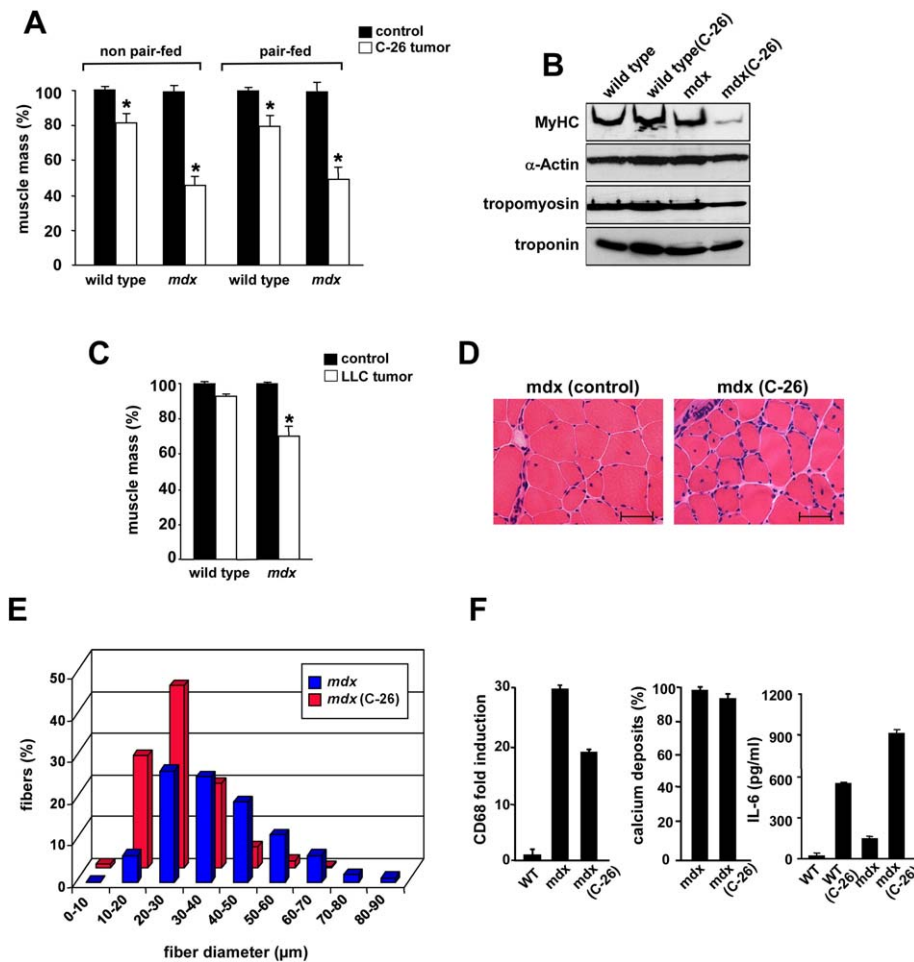 A
control
C-26 tumor
non pair-fed
pair-fed
muscle mass (%)
100
80
60
40
20
0
*
*
*
*
wild type
mdx
wild type
mdx
B
wild type
wild type(C-26)
mdx
mdx(C-26)
MyHC
α-Actin
tropomyosin
troponin
C
control
LLC tumor
muscle mass (%)
100
80
60
40
20
0
*
wild type
mdx
D
mdx (control)
mdx (C-26)
E
mdx
mdx (C-26)
fibers (%)
50
40
30
20
10
0
0-10
10-20
20-30
30-40
40-50
50-60
60-70
70-80
80-90
fiber diameter (µm)
F
CD68 fold induction
30
20
10
0
WT
mdx
mdx
(C-26)
calcium deposits (%)
100
80
60
40
20
0
mdx
mdx
(C-26)
IL-6 (pg/ml)
1200
900
600
300
0
WT
WT
(C-26)
mdx
mdx
(C-26)